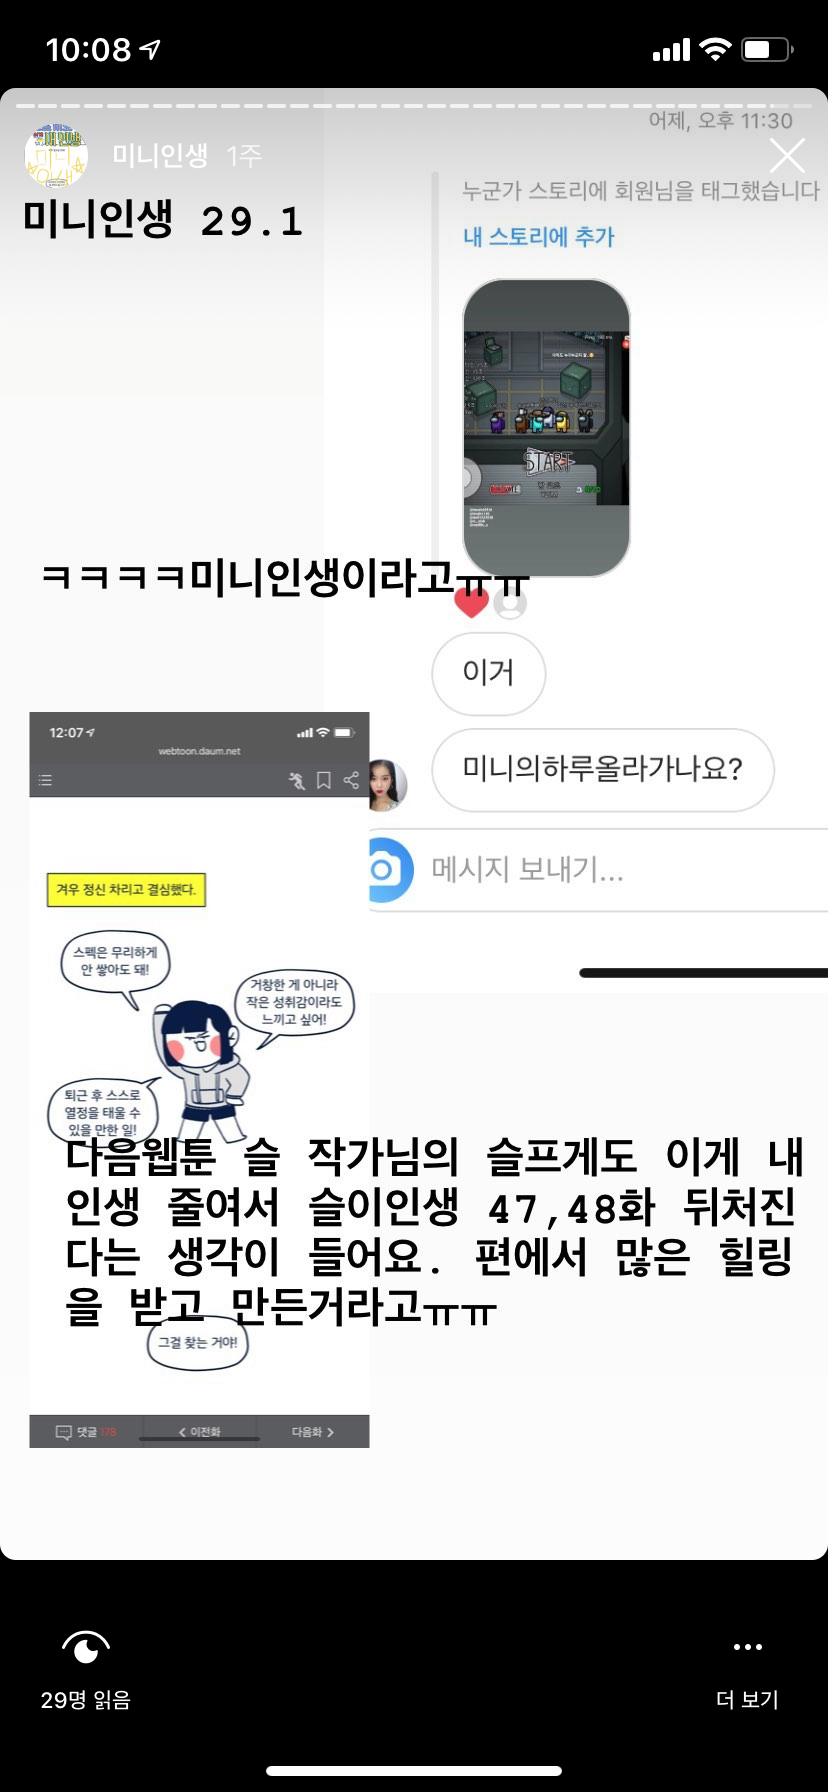 10:08
어제, 오후 11:30
미니인생 1주
누군가 스토리에 회원님을 태그했습니다
미니인생 29.1
내 스토리에 추가
START
ㅋㅋㅋㅋ미니인생이라고ㅠㅠ
이거
미니의하루올라가나요?
메시지 보내기...
12:07
webtoon.daum.net
겨우 정신 차리고 결심했다.
스펙은 무리하게
안 쌓아도 돼!
거창한 게 아니라
작은 성취감이라도
느끼고 싶어!
퇴근 후 스스로
열정을 태울 수
있을 만한 일!
다음웹툰 슬 작가님의 슬프게도 이게 내
인생 줄여서 슬이인생 47,48화 뒤처진
다는 생각이 들어요. 편에서 많은 힐링
을 받고 만든거라고ㅠㅠ
그걸 찾는 거야!
댓글 178
이전화
다음화
29명 읽음
더 보기